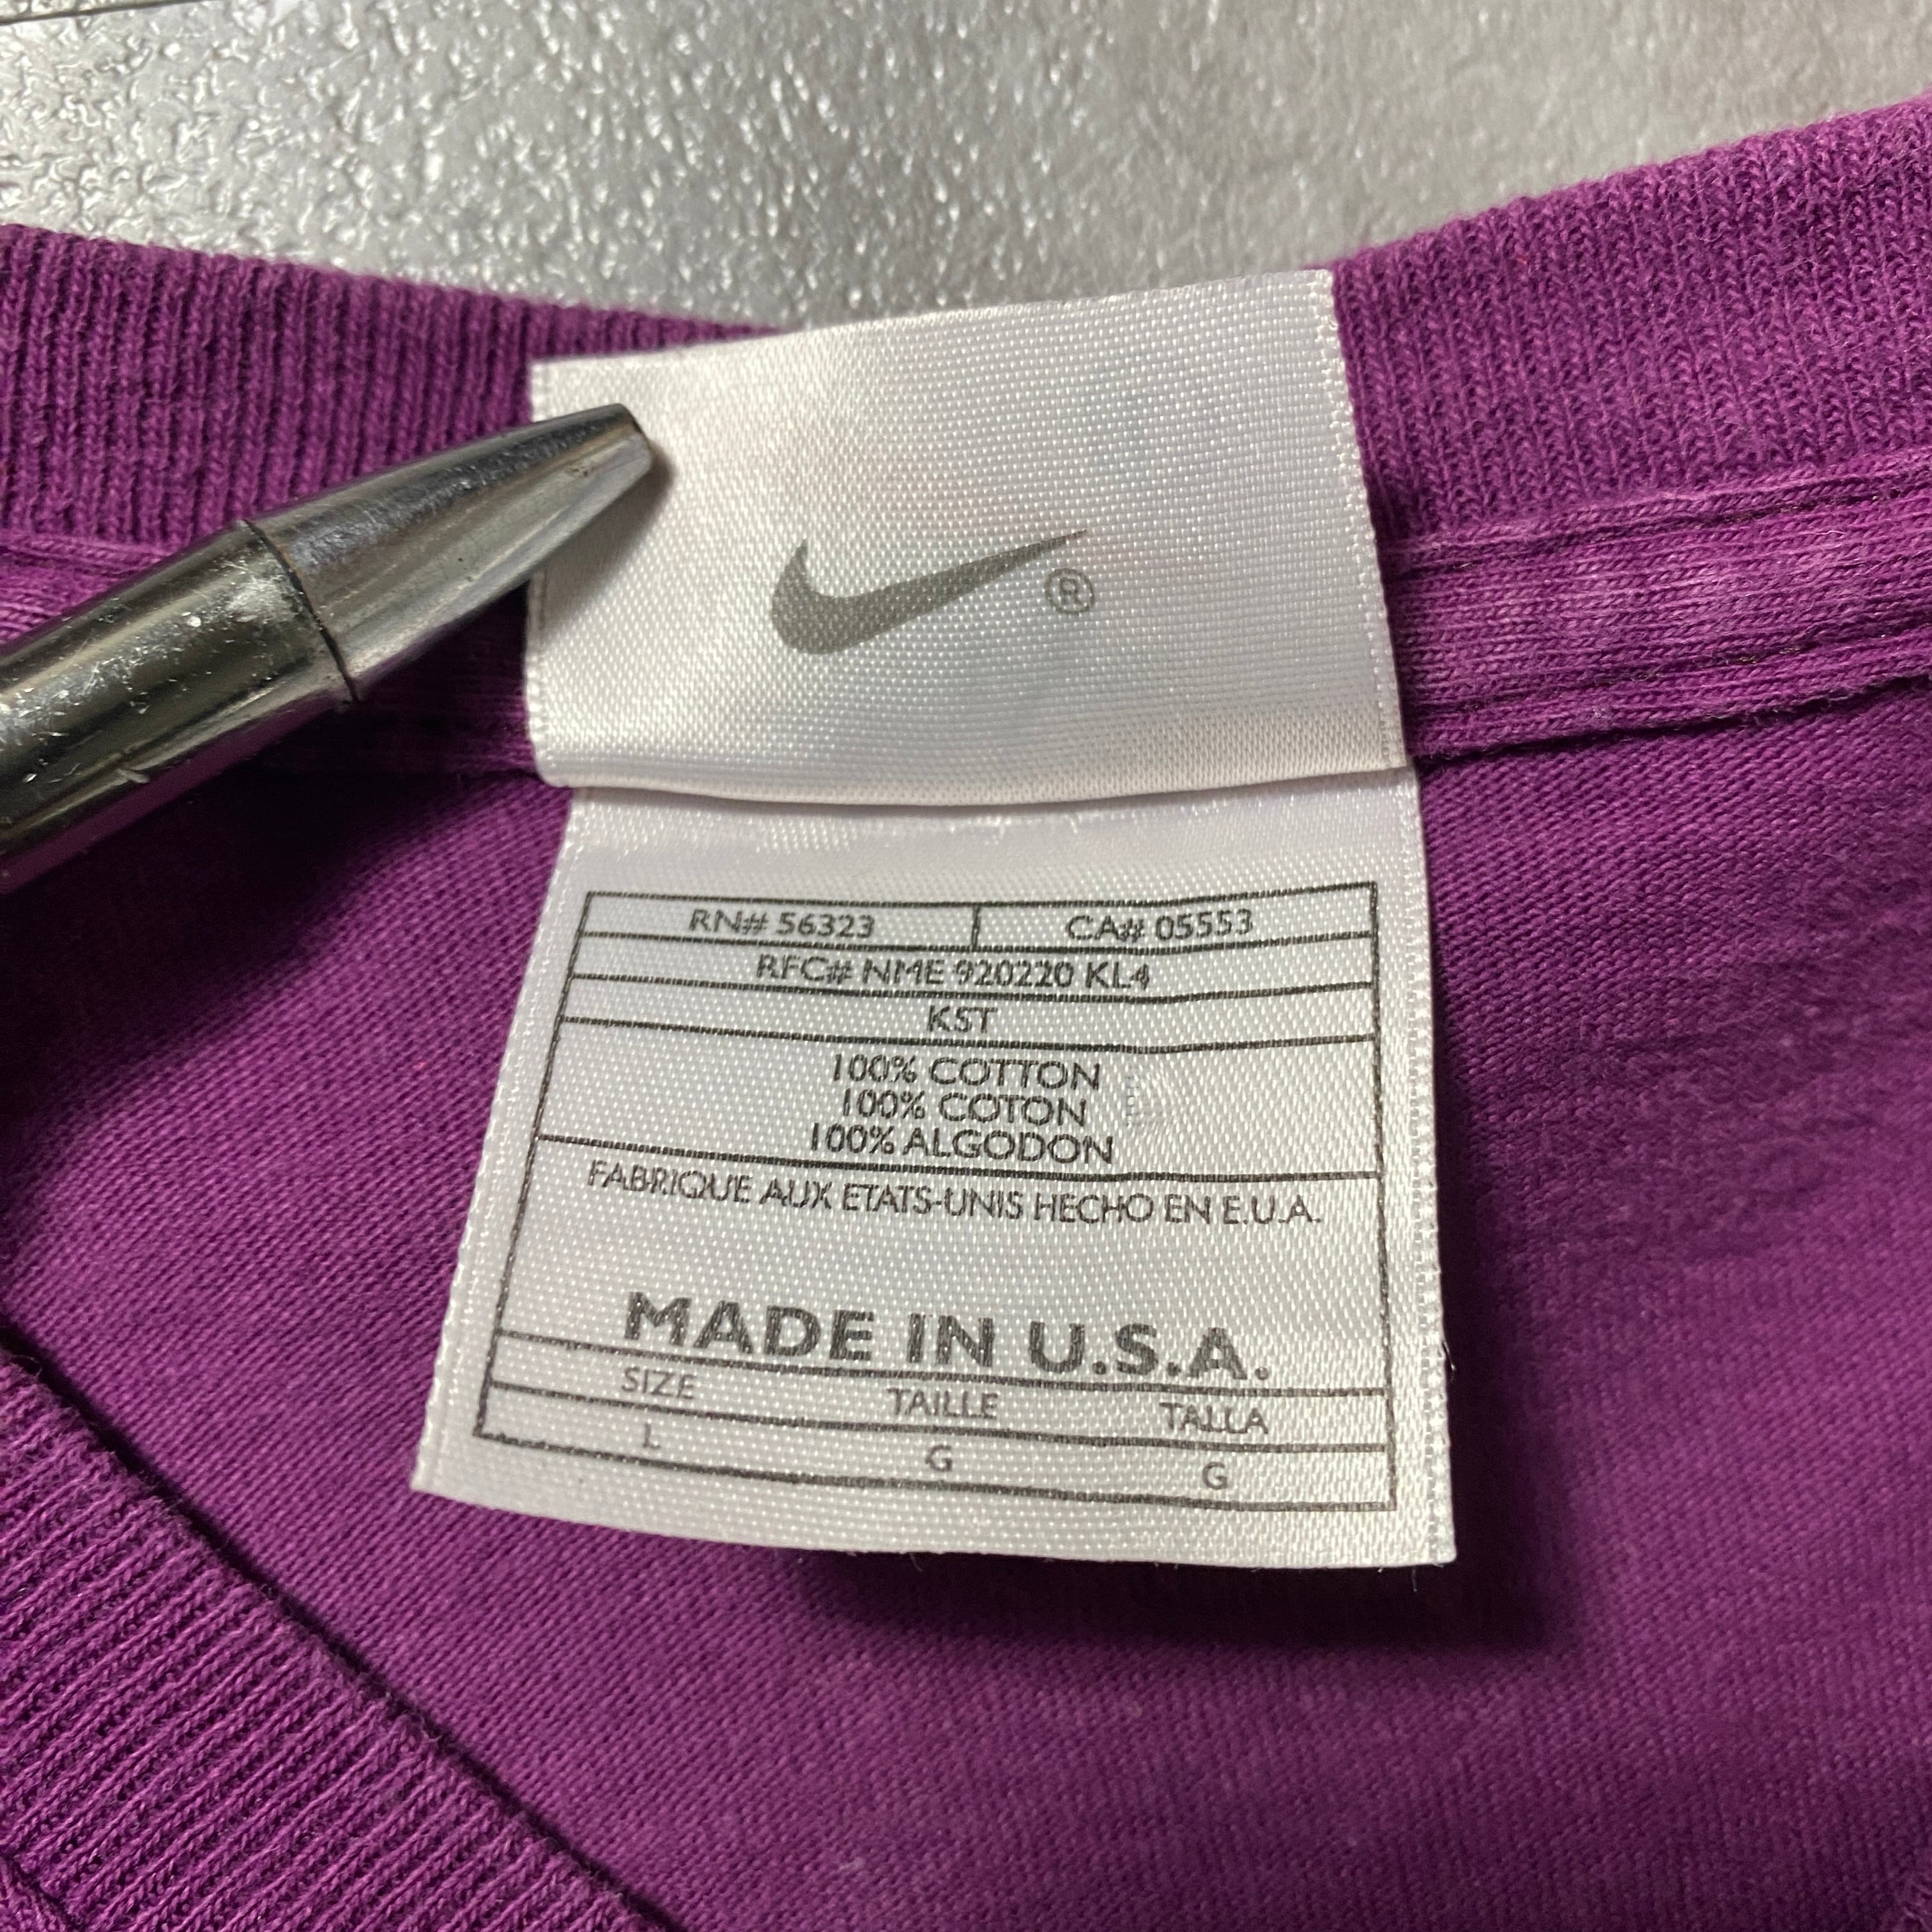 ®
RN# 56323 CA# 05553
RFC# NME 920220 KL4
KST
100% COTTON
100% COTON
100% ALGODON
FABRIQUE AUX ETATS-UNIS HECHO EN E.U.A.
MADE IN U.S.A.
SIZE TAILLE TALLA
L G G